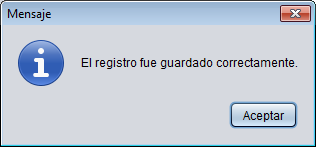 Mensaje
El registro fue guardado correctamente.
Aceptar